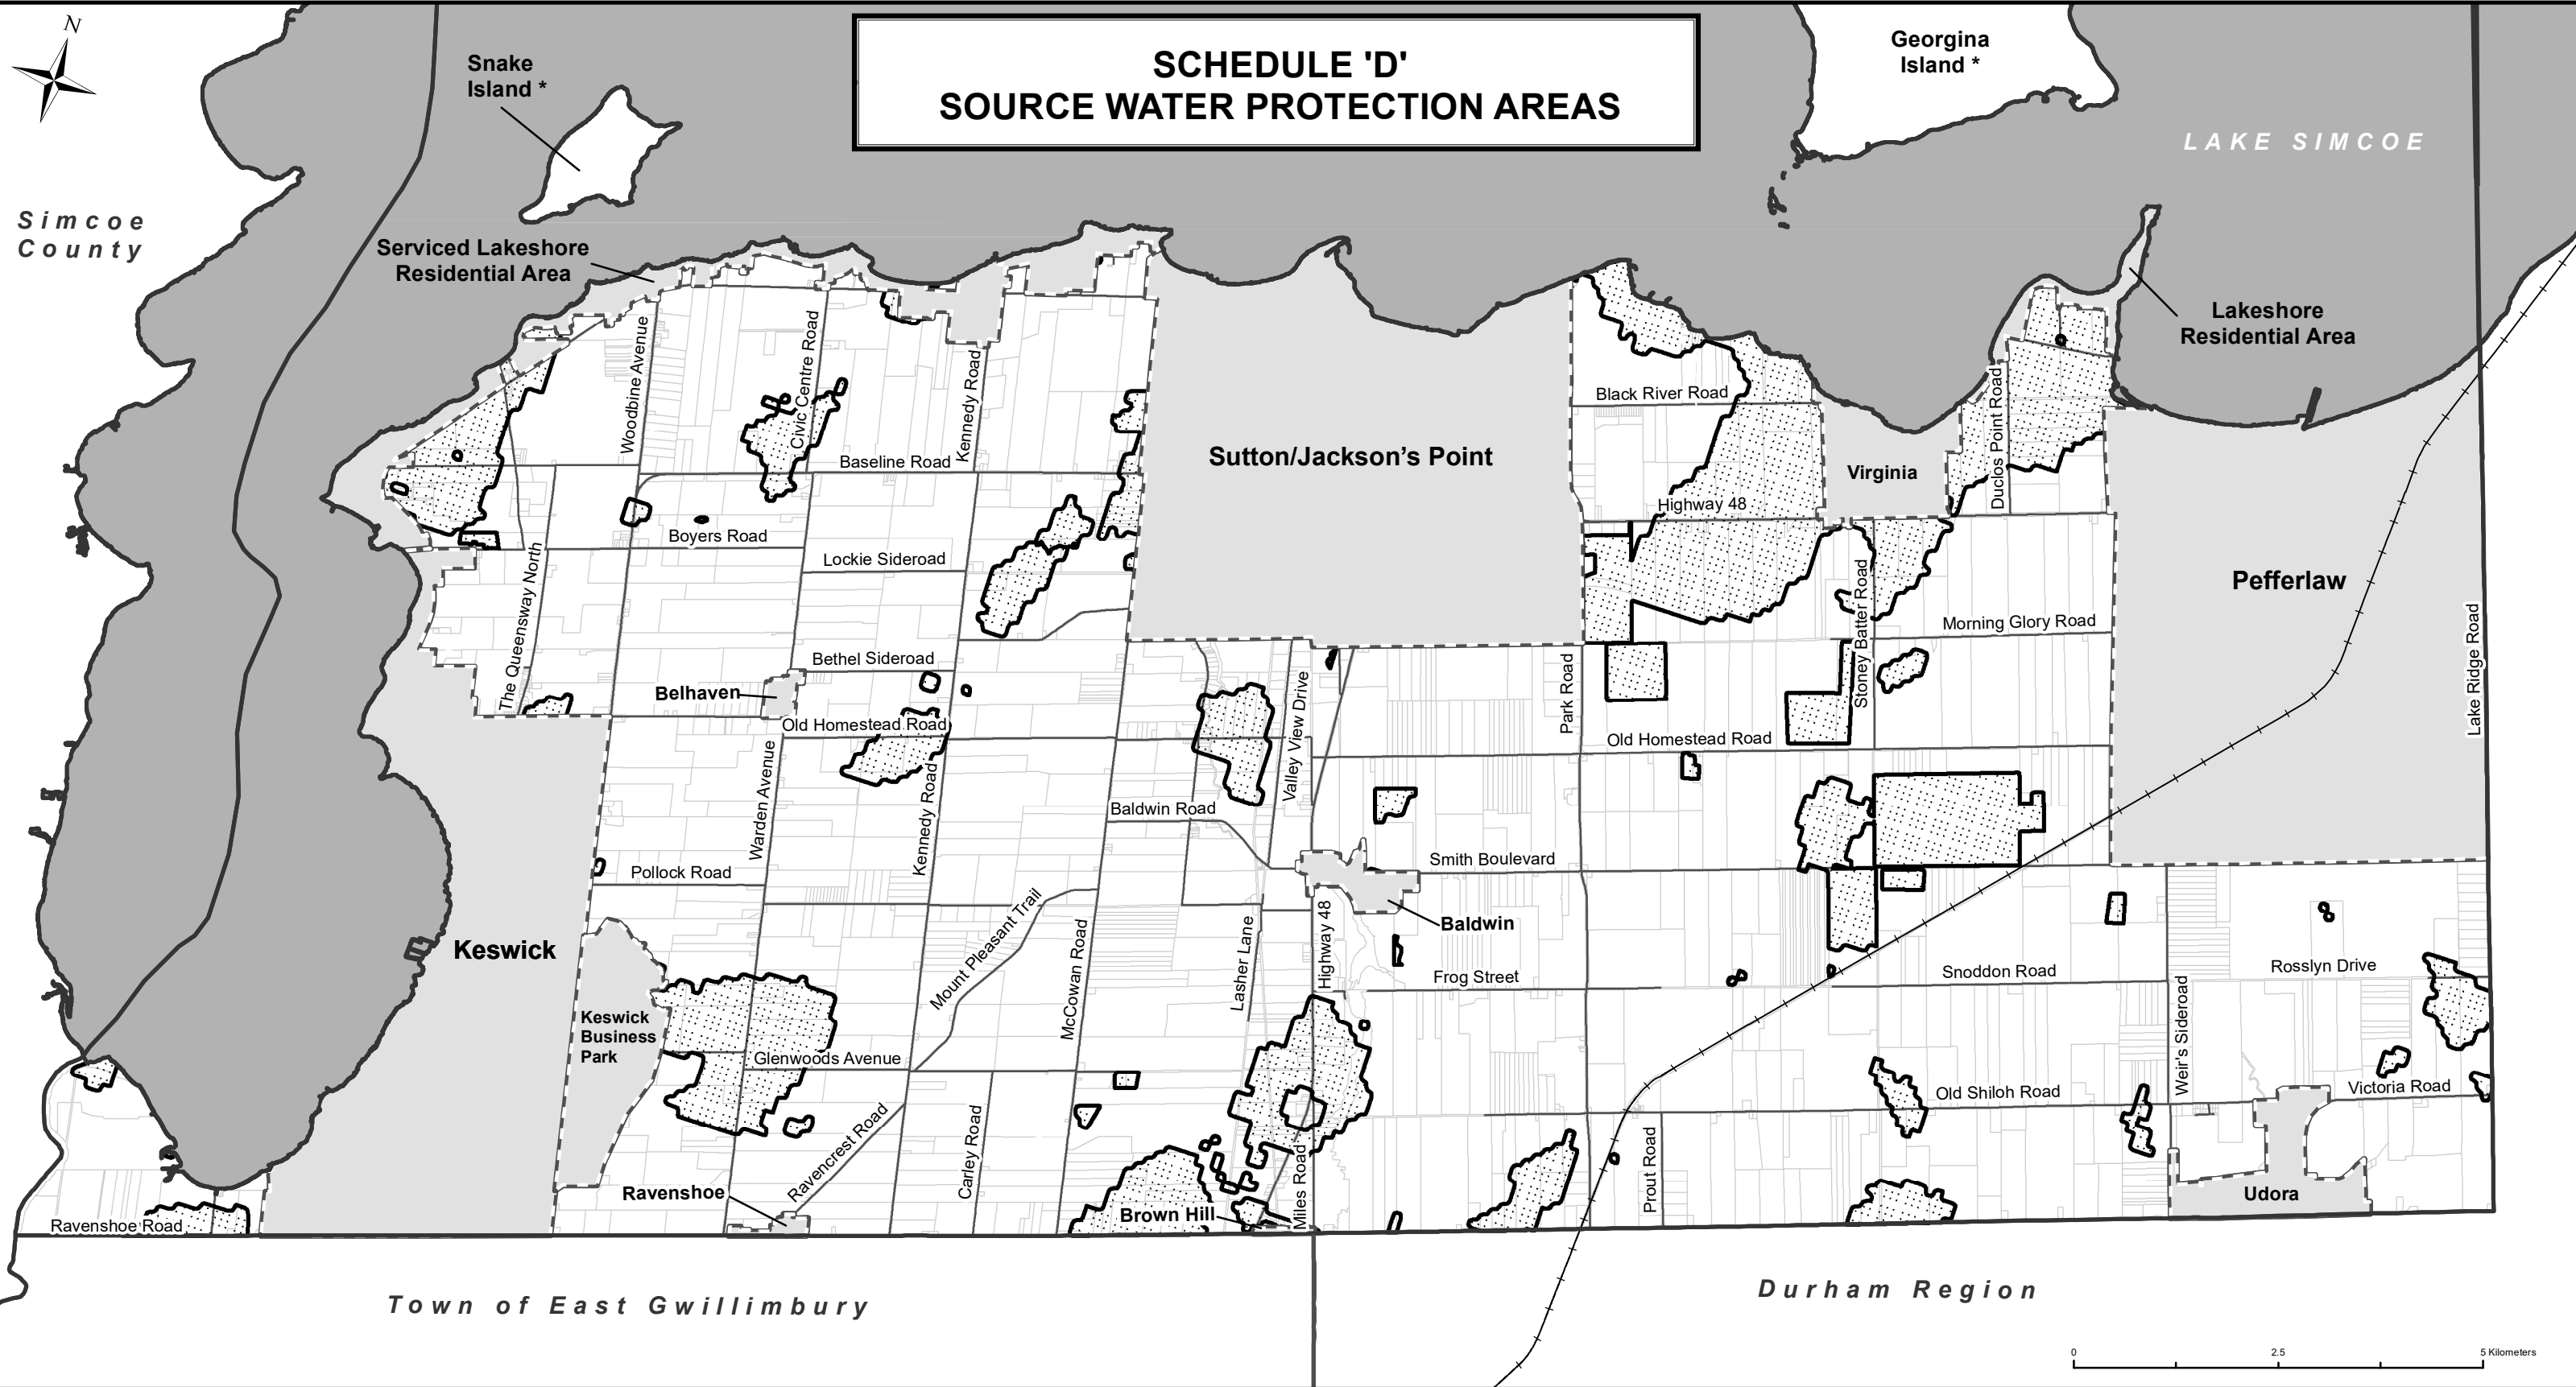 N
SCHEDULE 'D'
SOURCE WATER PROTECTION AREAS
Snake
Island *
Georgina
Island *
LAKE SIMCOE
Simcoe
County
Serviced Lakeshore
Residential Area
Lakeshore
Residential Area
Woodbine Avenue
Civic Centre Road
Kennedy Road
Black River Road
Duclos Point Road
Baseline Road
Sutton/Jackson's Point
Virginia
Highway 48
Boyers Road
Lockie Sideroad
The Queensway North
Stoney Batter Road
Pefferlaw
Morning Glory Road
Lake Ridge Road
Bethel Sideroad
Belhaven
Old Homestead Road
Park Road
Valley View Drive
Old Homestead Road
Warden Avenue
Kennedy Road
Baldwin Road
Smith Boulevard
Pollock Road
Mount Pleasant Trail
Baldwin
Keswick
McCowan Road
Lasher Lane
Highway 48
Frog Street
Snoddon Road
Rosslyn Drive
Weir's Sideroad
Keswick
Business
Park
Glenwoods Avenue
Old Shiloh Road
Victoria Road
Ravencrest Road
Carley Road
Miles Road
Prout Road
Ravenshoe
Brown Hill
Udora
Ravenshoe Road
Town of East Gwillimbury
Durham Region
0 2.5 5 Kilometers